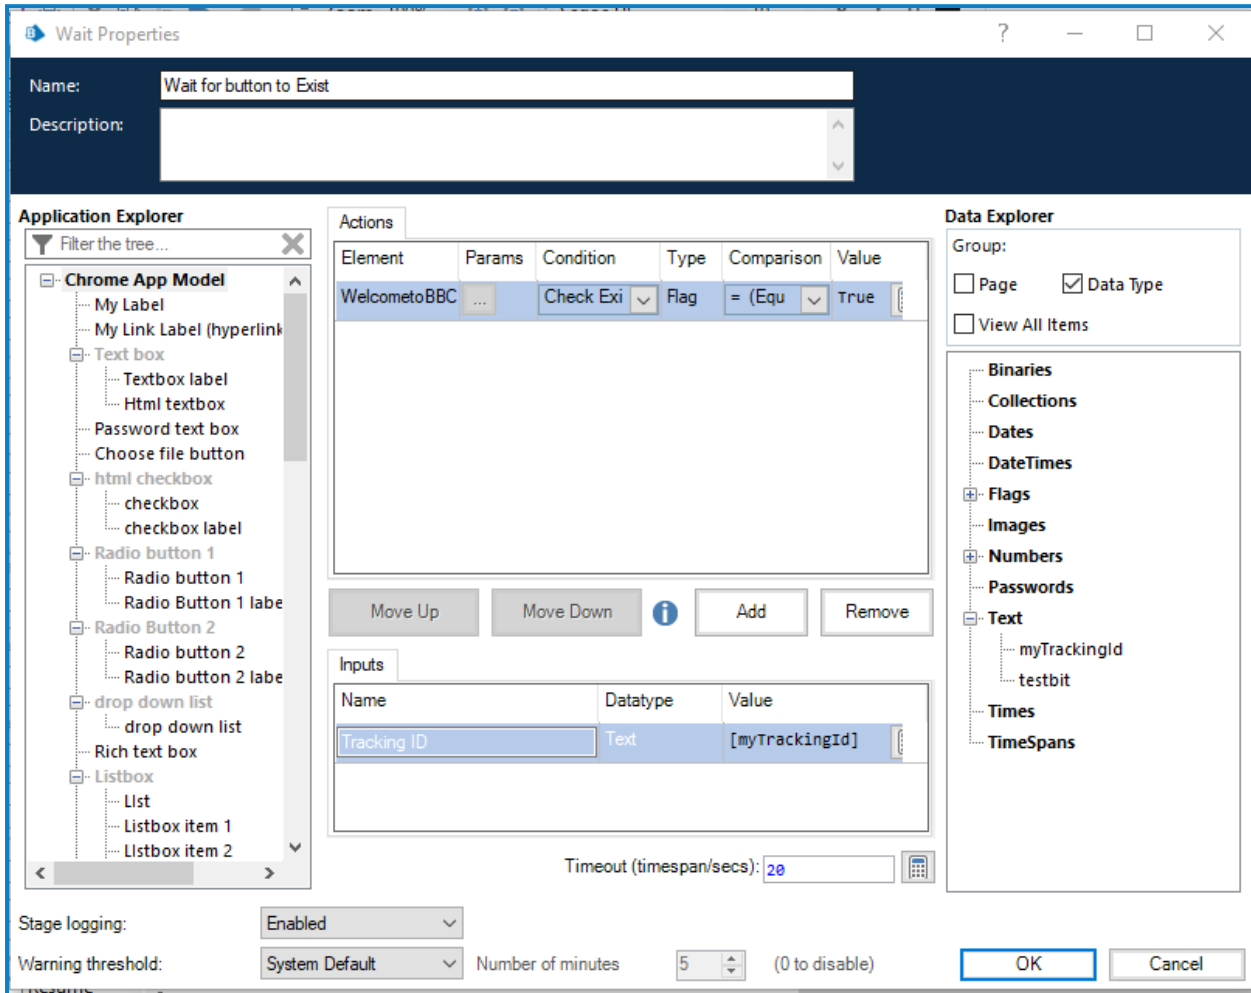 Wait Properties
Name: Wait for button to Exist
Description:
Application Explorer
Filter the tree...
Chrome App Model
My Label
My Link Label (hyperlink
Text box
Textbox label
Html textbox
Password text box
Choose file button
html checkbox
checkbox
checkbox label
Radio button 1
Radio button 1
Radio Button 1 labe
Radio Button 2
Radio button 2
Radio button 2 labe
drop down list
drop down list
Rich text box
Listbox
LIst
Listbox item 1
LIstbox item 2
Actions
Element Params Condition Type Comparison Value
WelcometoBBC ... Check Exi Flag = (Equ True
Move Up Move Down i Add Remove
Inputs
Name Datatype Value
Tracking ID Text [myTrackingId]
Timeout (timespan/secs): 20
Data Explorer
Group:
Page Data Type
View All Items
Binaries
Collections
Dates
DateTimes
Flags
Images
Numbers
Passwords
Text
myTrackingId
testbit
Times
TimeSpans
Stage logging: Enabled
Warning threshold: System Default Number of minutes 5 (0 to disable)
OK Cancel